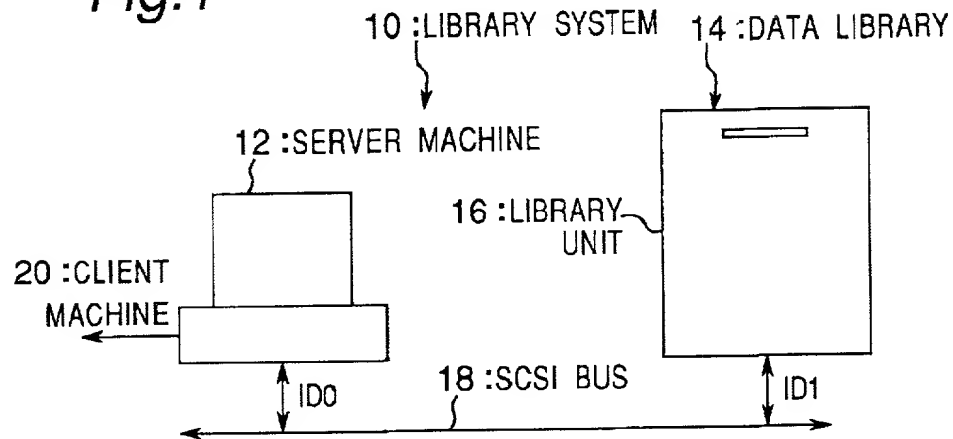 Fig.1
10 :LIBRARY SYSTEM
14 :DATA LIBRARY
12 :SERVER MACHINE
16 :LIBRARY
UNIT
20 :CLIENT
MACHINE
18 :SCSI BUS
ID0
ID1